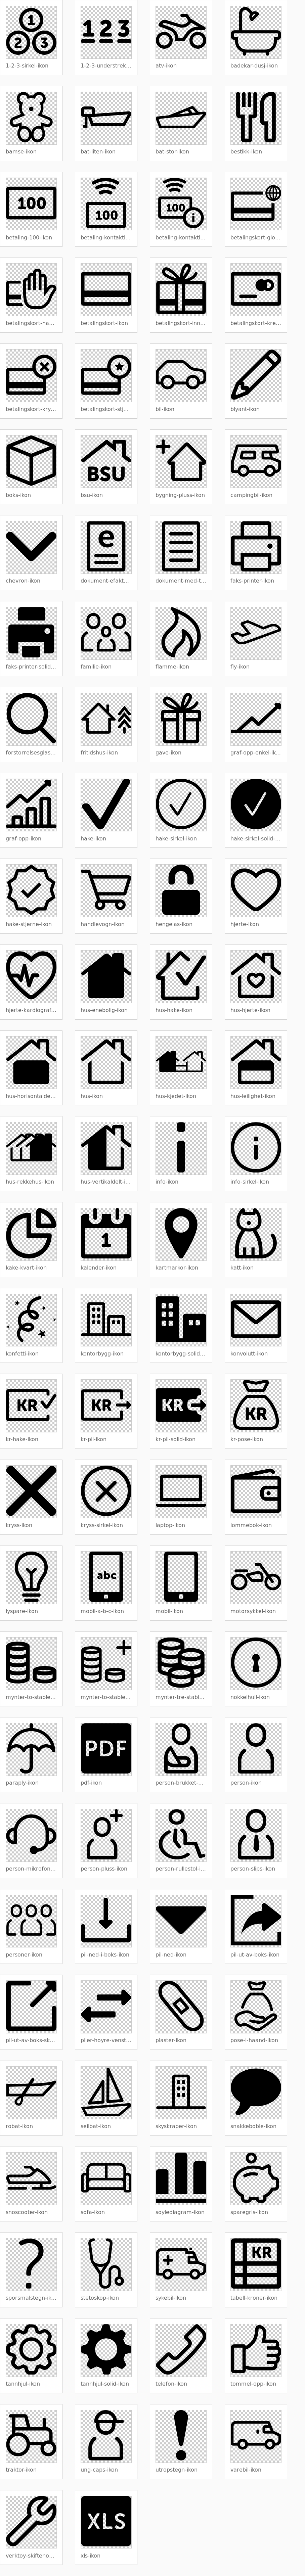 1 2 3
1-2-3-sirkel-ikon
1 2 3
1-2-3-understrek...
atv-ikon
badekar-dusj-ikon
bamse-ikon
bat-liten-ikon
bat-stor-ikon
bestikk-ikon
100
betaling-100-ikon
100
betaling-kontaktl...
100 i
betaling-kontaktl...
betalingskort-glo...
betalingskort-ha...
betalingskort-ikon
betalingskort-inn...
betalingskort-kre...
betalingskort-kry...
betalingskort-stj...
bil-ikon
blyant-ikon
boks-ikon
BSU
bsu-ikon
bygning-pluss-ikon
campingbil-ikon
chevron-ikon
e
dokument-efakt...
dokument-med-t...
faks-printer-ikon
faks-printer-solid...
familie-ikon
flamme-ikon
fly-ikon
forstorrelsesglas...
fritidshus-ikon
gave-ikon
graf-opp-enkel-ik...
graf-opp-ikon
hake-ikon
hake-sirkel-ikon
hake-sirkel-solid-...
hake-stjerne-ikon
handlevogn-ikon
hengelas-ikon
hjerte-ikon
hjerte-kardiograf...
hus-enebolig-ikon
hus-hake-ikon
hus-hjerte-ikon
hus-horisontalde...
hus-ikon
hus-kjedet-ikon
hus-leilighet-ikon
hus-rekkehus-ikon
hus-vertikaldelt-i...
i
info-ikon
i
info-sirkel-ikon
kake-kvart-ikon
1
kalender-ikon
kartmarkor-ikon
katt-ikon
konfetti-ikon
kontorbygg-ikon
kontorbygg-solid...
konvolutt-ikon
KR
kr-hake-ikon
KR
kr-pil-ikon
KR
kr-pil-solid-ikon
KR
kr-pose-ikon
kryss-ikon
kryss-sirkel-ikon
laptop-ikon
lommebok-ikon
lyspare-ikon
abc
mobil-a-b-c-ikon
mobil-ikon
motorsykkel-ikon
mynter-to-stable...
mynter-to-stable...
mynter-tre-stabl...
nokkelhull-ikon
paraply-ikon
PDF
pdf-ikon
person-brukket-...
person-ikon
person-mikrofon...
person-pluss-ikon
person-rullestol-i...
person-slips-ikon
personer-ikon
pil-ned-i-boks-ikon
pil-ned-ikon
pil-ut-av-boks-ikon
pil-ut-av-boks-sk...
piler-hoyre-venst...
plaster-ikon
pose-i-haand-ikon
robat-ikon
seilbat-ikon
skyskraper-ikon
snakkeboble-ikon
snoscooter-ikon
sofa-ikon
soylediagram-ikon
sparegris-ikon
?
sporsmalstegn-ik...
stetoskop-ikon
sykebil-ikon
KR
tabell-kroner-ikon
tannhjul-ikon
tannhjul-solid-ikon
telefon-ikon
tommel-opp-ikon
traktor-ikon
ung-caps-ikon
!
utropstegn-ikon
varebil-ikon
verktoy-skifteno...
XLS
xls-ikon